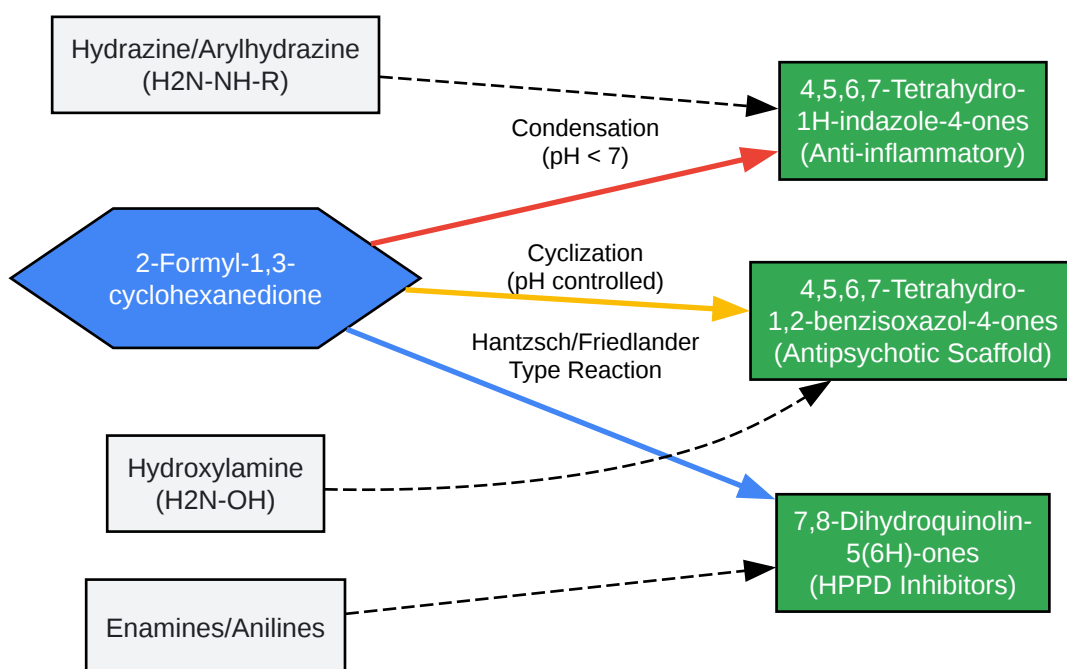 Hydrazine/Arylhydrazine
(H2N-NH-R)
4,5,6,7-Tetrahydro-
1H-indazole-4-ones
(Anti-inflammatory)
Condensation
(pH < 7)
2-Formyl-1,3-
cyclohexanedione
Cyclization
(pH controlled)
4,5,6,7-Tetrahydro-
1,2-benzisoxazol-4-ones
(Antipsychotic Scaffold)
Hantzsch/Friedlander
Type Reaction
Hydroxylamine
(H2N-OH)
7,8-Dihydroquinolin-
5(6H)-ones
(HPPD Inhibitors)
Enamines/Anilines